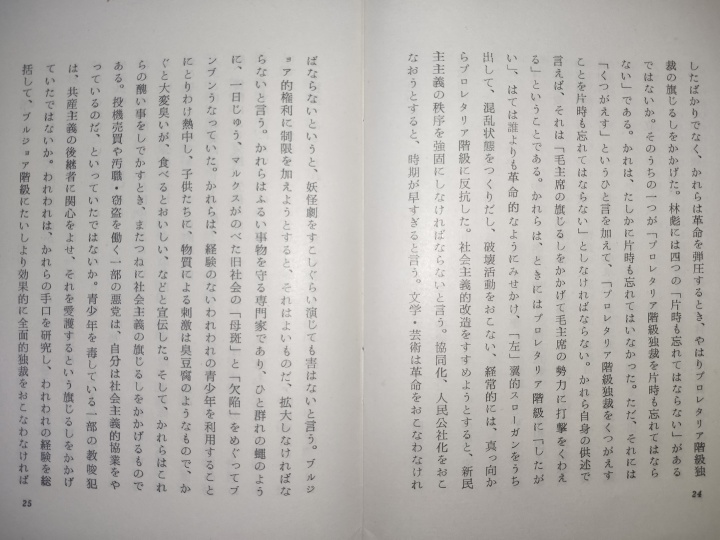 したばかりでなく、かれらは革命を弾圧するとき、やはりプロレタリア階級独
裁の旗じるしをかかげた。林彪には四つの「片時も忘れてはならない」がある
ではないか。そのうちの一つが「プロレタリア階級独裁を片時も忘れてはなら
ない」である。かれは、たしかに片時も忘れてはいなかった。ただ、それには
「くつがえす」というひと言を加えて、「プロレタリア階級独裁をくつがえす
ことを片時も忘れてはならない」としなければならない。かれら自身の供述で
言えば、それは「毛主席の旗じるしをかかげて毛主席の勢力に打撃をくわえ
る」ということである。かれらは、ときにはプロレタリア階級に「したが
い」、はては誰よりも革命的なようにみせかけ、「左」翼的スローガンをうち
出して、混乱状態をつくりだし、破壊活動をおこない、経常的には、真っ向か
らプロレタリア階級に反抗した。社会主義的改造をすすめようとすると、新民
主主義の秩序を強固にしなければならないと言う。協同化、人民公社化をおこ
なおうとすると、時期が早すぎると言う。文学・芸術は革命をおこなわなけれ
24
ばならないというと、妖怪劇をすこしぐらい演じても害はないと言う。ブルジ
ョア的権利に制限を加えようとすると、それはよいものだ、拡大しなければな
らないと言う。かれらはふるい事物を守る専門家であり、ひと群れの蠅のよう
に、一日じゅう、マルクスがのべた旧社会の「母斑」と「欠陥」をめぐってブ
ンブンうなっていた。かれらは、経験のないわれわれの青少年を利用すること
にとりわけ熱中し、子供たちに、物質による刺激は臭豆腐のようなもので、か
ぐと大変臭いが、食べるとおいしい、などと宣伝した。そして、かれらはこれ
らの醜い事をしでかすとき、またつねに社会主義の旗じるしをかかげるもので
ある。投機売買や汚職・窃盗を働く一部の悪党は、自分は社会主義的協業をや
っているのだ、といっていたではないか。青少年を毒している一部の教唆犯
は、共産主義の後継者に関心をよせ、それを愛護するという旗じるしをかかげ
ていたではないか。われわれは、かれらの手口を研究し、われわれの経験を総
括して、ブルジョア階級にたいしより効果的に全面的独裁をおこなわなければ
25